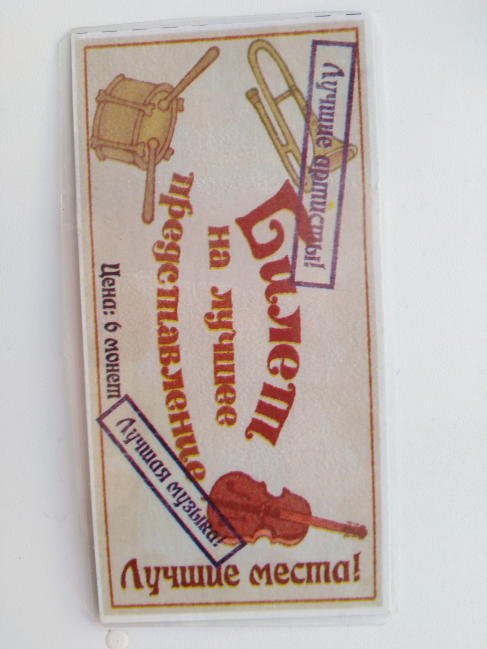 Лучшие артисты!
Билет
на лучшее
представление
Цена: 6 монет
Лучшая музыка!
Лучшие места!